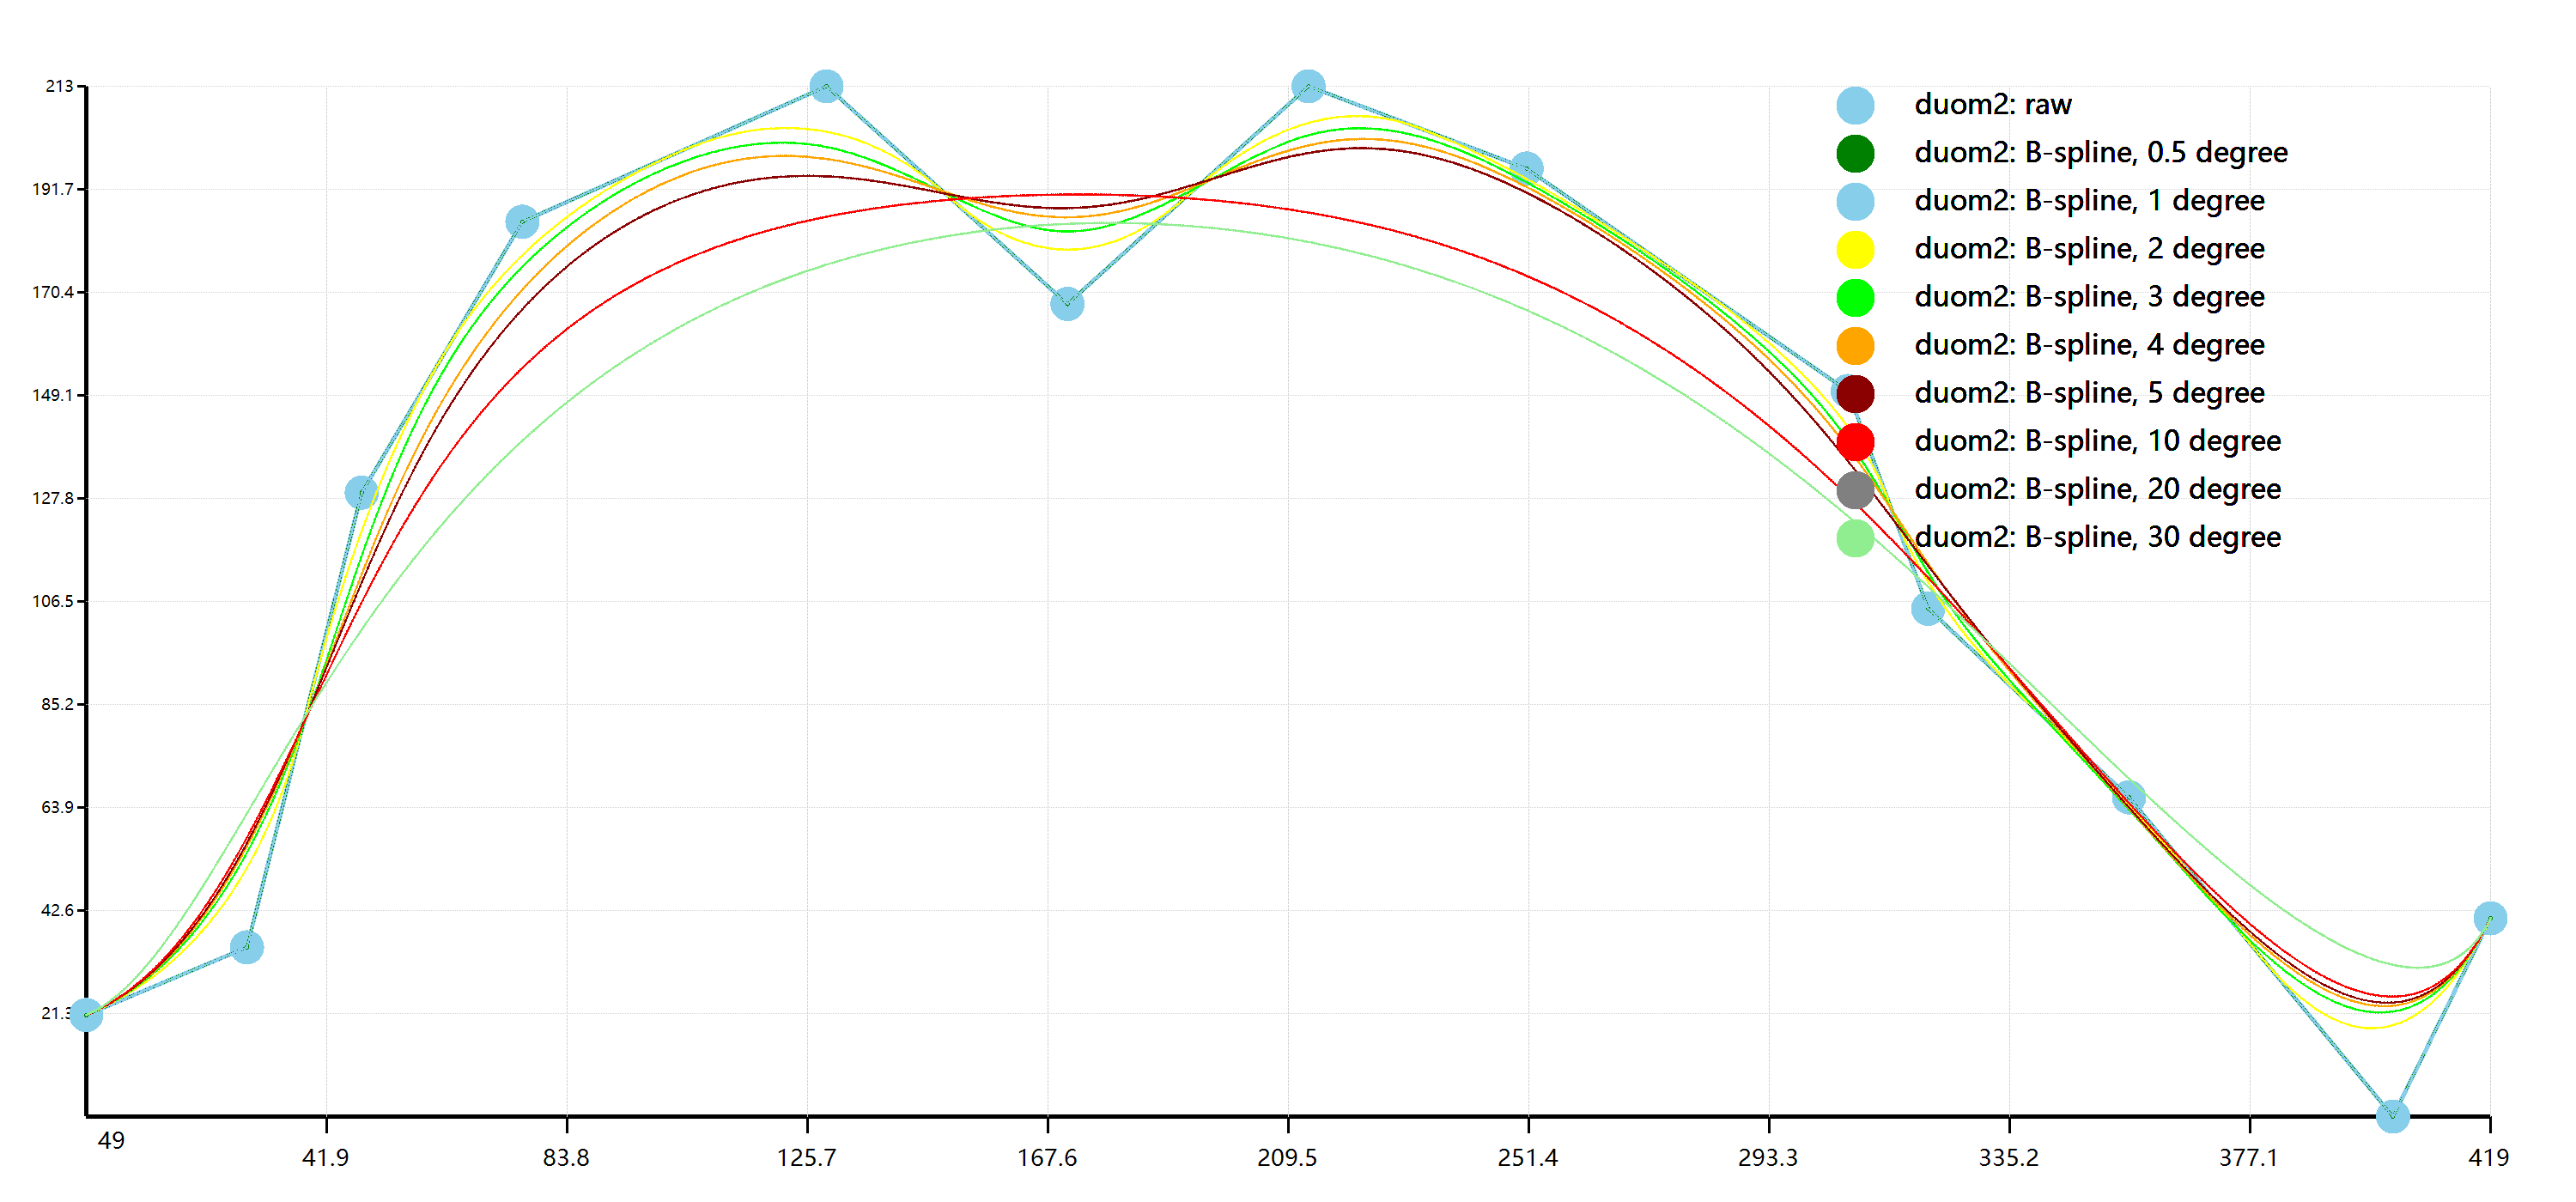 213
191.7
170.4
149.1
127.8
106.5
85.2
63.9
42.6
21.3
duom2: raw
duom2: B-spline, 0.5 degree
duom2: B-spline, 1 degree
duom2: B-spline, 2 degree
duom2: B-spline, 3 degree
duom2: B-spline, 4 degree
duom2: B-spline, 5 degree
duom2: B-spline, 10 degree
duom2: B-spline, 20 degree
duom2: B-spline, 30 degree
49
41.9 83.8 125.7 167.6 209.5 251.4 293.3 335.2 377.1 419